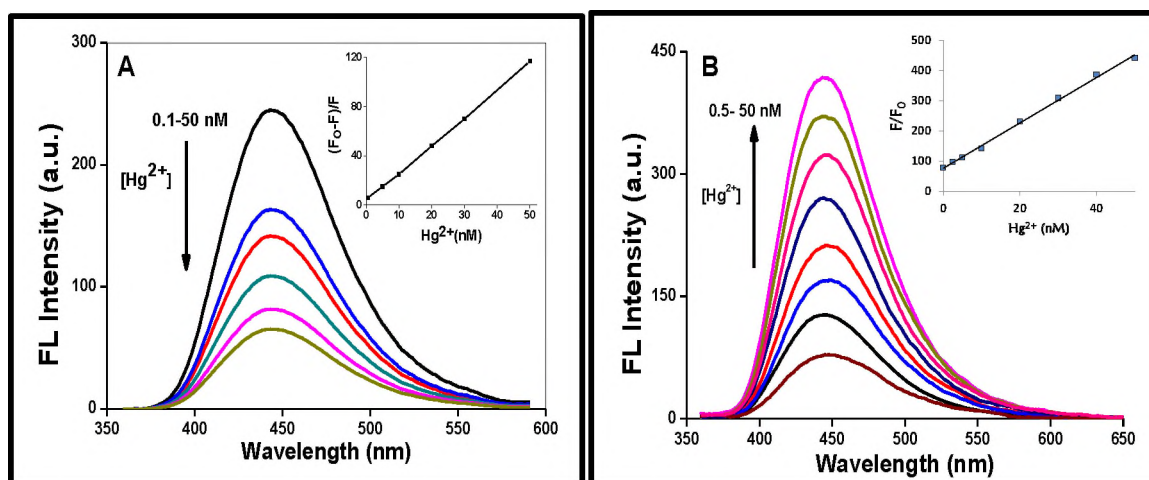 A
0.1-50 nM
[Hg2+]
FL Intensity (a.u.)
300
200
100
0
350 400 450 500 550 600
Wavelength (nm)
(FO-F)/F
120
80
40
0
0 10 20 30 40 50
Hg2+(nM)
B
0.5- 50 nM
[Hg2+]
FL Intensity (a.u.)
450
300
150
0
350 400 450 500 550 600 650
Wavelength (nm)
F/F0
500
400
300
200
100
0
0 20 40
Hg2+ (nM)